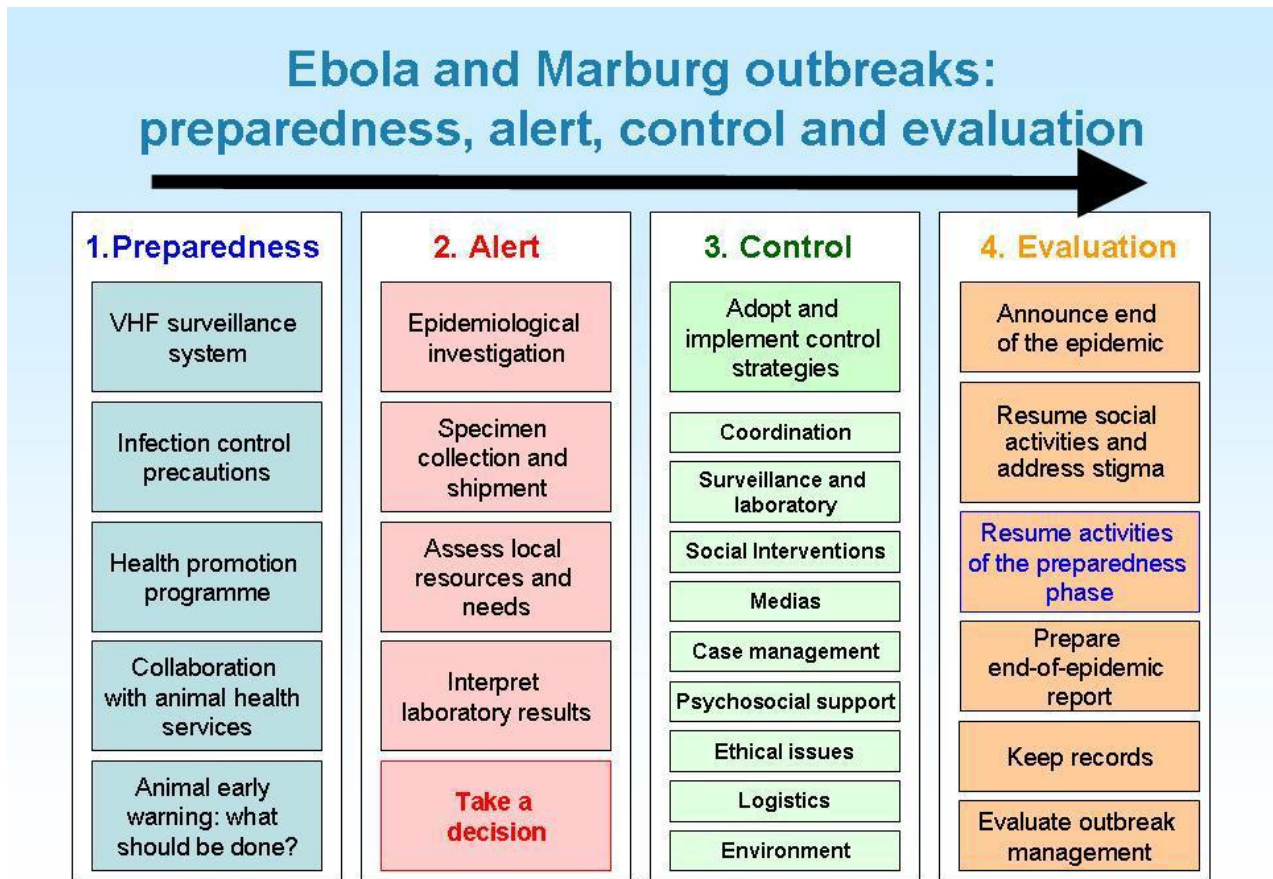 Ebola and Marburg outbreaks:
preparedness, alert, control and evaluation
1.Preparedness
VHF surveillance
system
Infection control
precautions
Health promotion
programme
Collaboration
with animal health
services
Animal early
warning: what
should be done?
2. Alert
Epidemiological
investigation
Specimen
collection and
shipment
Assess local
resources and
needs
Interpret
laboratory results
Take a
decision
3. Control
Adopt and
implement control
strategies
Coordination
Surveillance and
laboratory
Social Interventions
Medias
Case management
Psychosocial support
Ethical issues
Logistics
Environment
4. Evaluation
Announce end
of the epidemic
Resume social
activities and
address stigma
Resume activities
of the preparedness
phase
Prepare
end-of-epidemic
report
Keep records
Evaluate outbreak
management